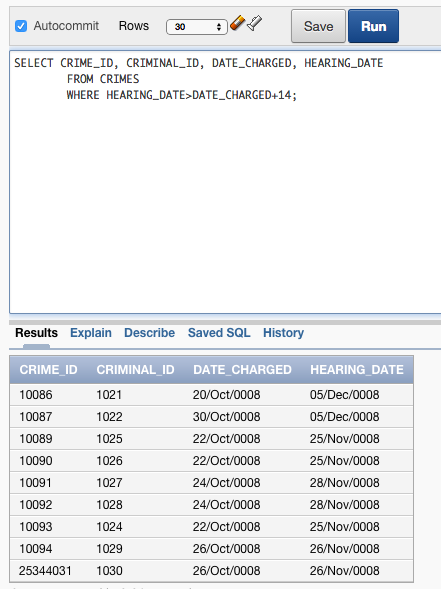 Autocommit Rows 30 Save Run
SELECT CRIME_ID, CRIMINAL_ID, DATE_CHARGED, HEARING_DATE
FROM CRIMES
WHERE HEARING_DATE>DATE_CHARGED+14;
Results Explain Describe Saved SQL History
CRIME_ID CRIMINAL_ID DATE_CHARGED HEARING_DATE
10086 1021 20/Oct/0008 05/Dec/0008
10087 1022 30/Oct/0008 05/Dec/0008
10089 1025 22/Oct/0008 25/Nov/0008
10090 1026 22/Oct/0008 25/Nov/0008
10091 1027 24/Oct/0008 28/Nov/0008
10092 1028 24/Oct/0008 28/Nov/0008
10093 1024 22/Oct/0008 25/Nov/0008
10094 1029 26/Oct/0008 26/Nov/0008
25344031 1030 26/Oct/0008 26/Nov/0008